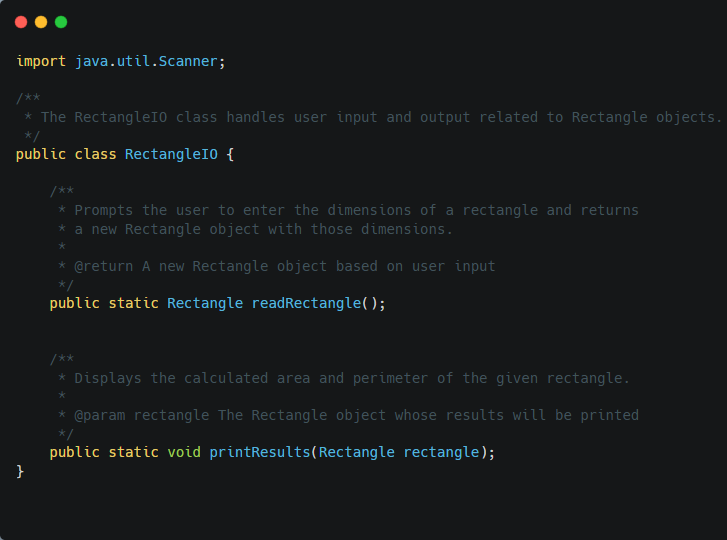 import java.util.Scanner;
/**
 * The RectangleIO class handles user input and output related to Rectangle objects.
 */
public class RectangleIO {
    /**
     * Prompts the user to enter the dimensions of a rectangle and returns
     * a new Rectangle object with those dimensions.
     *
     * @return A new Rectangle object based on user input
     */
    public static Rectangle readRectangle();
    /**
     * Displays the calculated area and perimeter of the given rectangle.
     *
     * @param rectangle The Rectangle object whose results will be printed
     */
    public static void printResults(Rectangle rectangle);
}